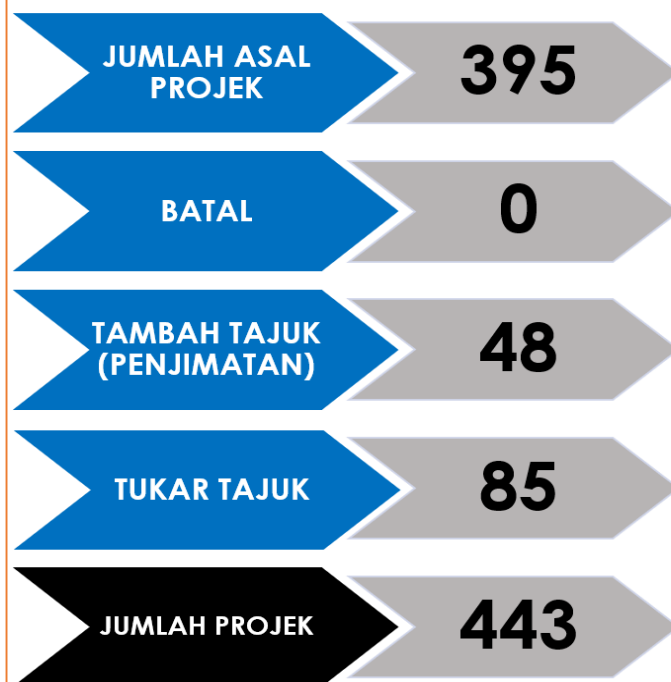 JUMLAH ASAL
PROJEK
395
BATAL
0
TAMBAH TAJUK
(PENJIMATAN)
48
TUKAR TAJUK
85
JUMLAH PROJEK
443